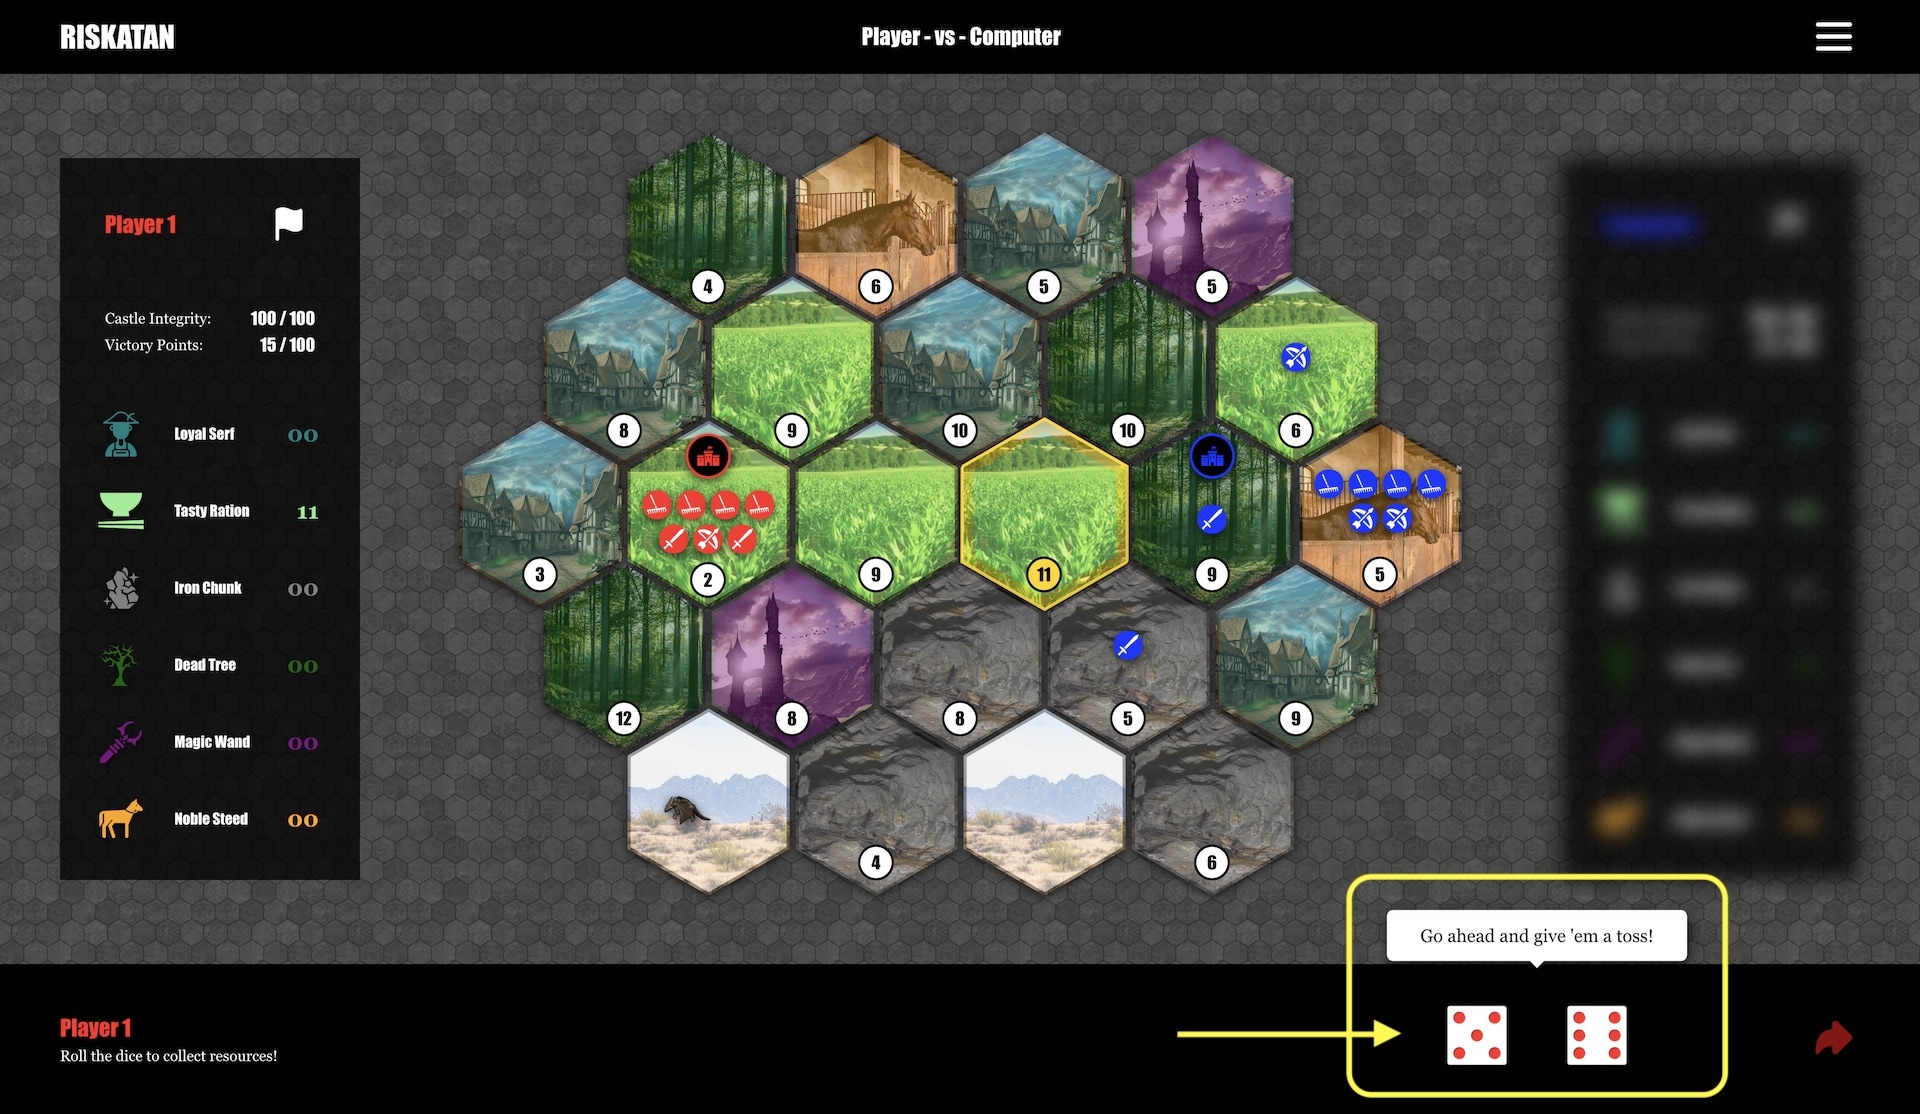 RISKATAN
Player - vs - Computer
Player 1
Castle Integrity: 100 / 100
Victory Points: 15 / 100
Loyal Serf 00
Tasty Ration 11
Iron Chunk 00
Dead Tree 00
Magic Wand 00
Noble Steed 00
4 6 5 5
8 9 10 10 6
3 2 9 11 9 5
12 8 8 5 9
4 6
Go ahead and give 'em a toss!
Player 1
Roll the dice to collect resources!